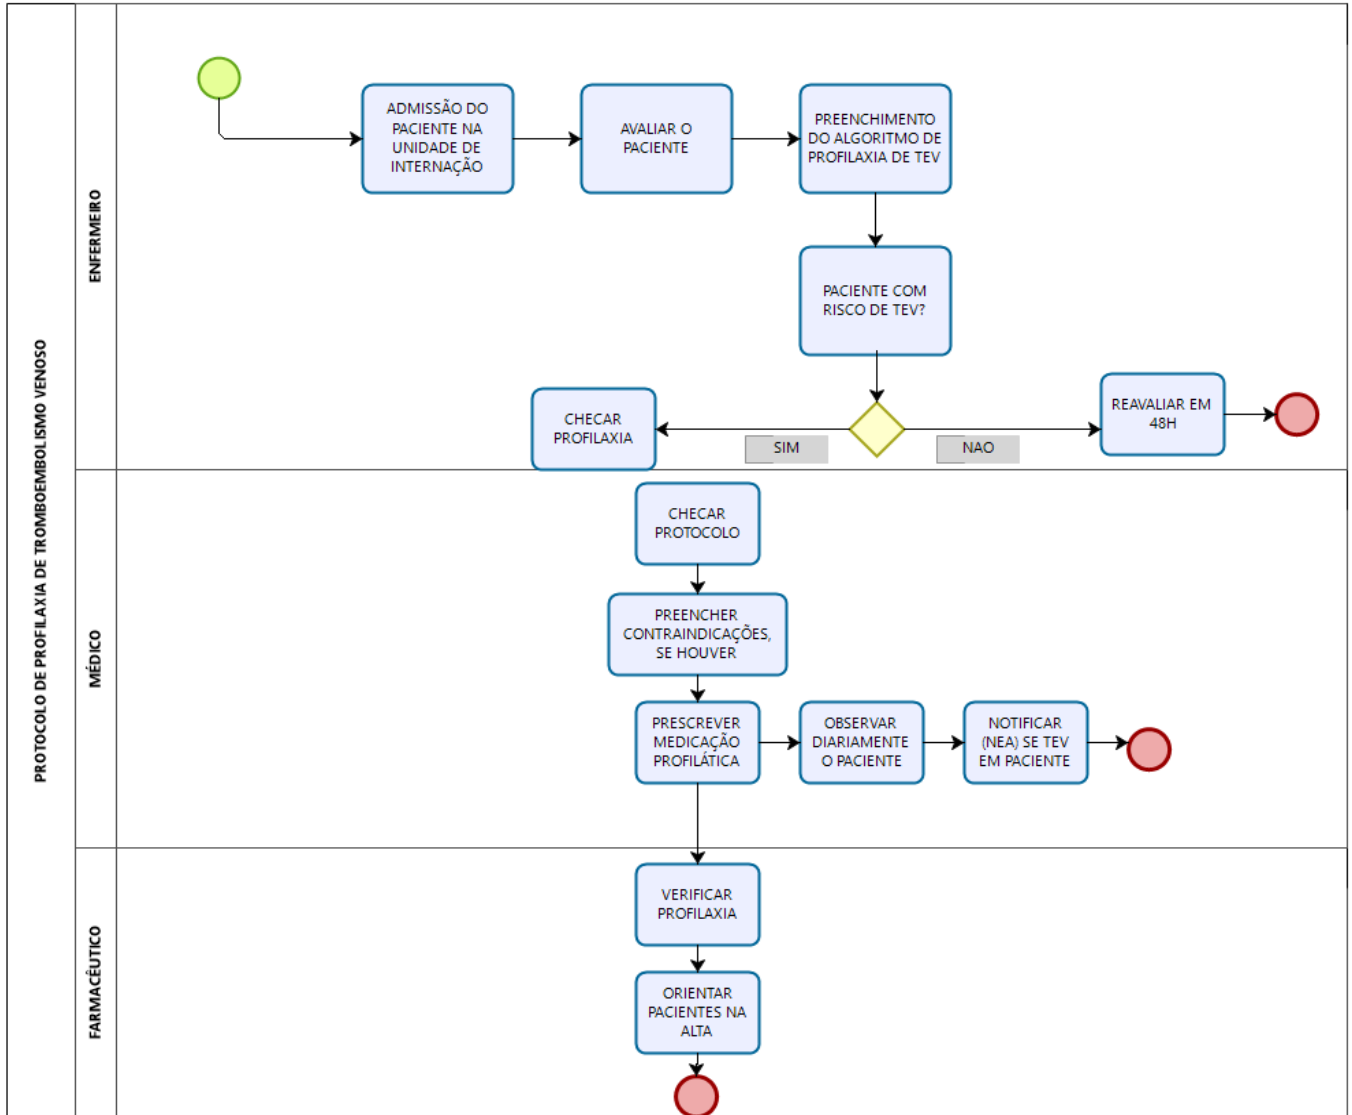 PROTOCOLO DE PROFILAXIA DE TROMBOEMBOLISMO VENOSO
ENFERMEIRO
ADMISSÃO DO
PACIENTE NA
UNIDADE DE
INTERNAÇÃO
AVALIAR O
PACIENTE
PREENCHIMENTO
DO ALGORITMO DE
PROFILAXIA DE TEV
PACIENTE COM
RISCO DE TEV?
CHECAR
PROFILAXIA
SIM
NAO
REAVALIAR EM
48H
MÉDICO
CHECAR
PROTOCOLO
PREENCHER
CONTRAINDICAÇÕES,
SE HOUVER
PRESCREVER
MEDICAÇÃO
PROFILÁTICA
OBSERVAR
DIARIAMENTE
O PACIENTE
NOTIFICAR
(NEA) SE TEV
EM PACIENTE
FARMACÊUTICO
VERIFICAR
PROFILAXIA
ORIENTAR
PACIENTES NA
ALTA